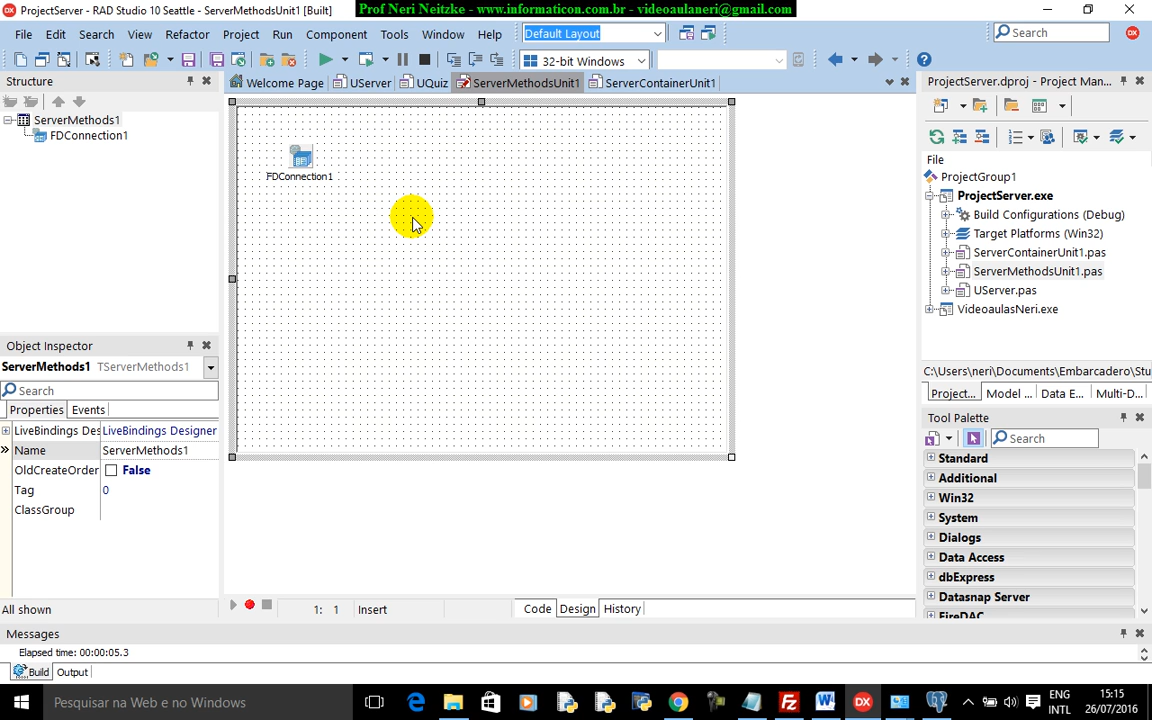 ProjectServer - RAD Studio 10 Seattle - ServerMethodsUnit1 [Built]
Prof Neri Neitzke - www.informaticon.com.br - videoaulaneri@gmail.com
File Edit Search View Refactor Project Run Component Tools Window Help
Default Layout
Search
32-bit Windows
Structure
Welcome Page UServer UQuiz ServerMethodsUnit1 ServerContainerUnit1
ProjectServer.dproj - Project Man...
ServerMethods1
FDConnection1
FDConnection1
File
ProjectGroup1
ProjectServer.exe
Build Configurations (Debug)
Target Platforms (Win32)
ServerContainerUnit1.pas
ServerMethodsUnit1.pas
UServer.pas
VideoaulasNeri.exe
C:\Users\neri\Documents\Embarcadero\Stu
Project... Model ... Data E... Multi-D...
Object Inspector
ServerMethods1 TServerMethods1
Search
Properties Events
LiveBindings Des LiveBindings Designer
Name ServerMethods1
OldCreateOrder False
Tag 0
ClassGroup
All shown
Tool Palette
Search
Standard
Additional
Win32
System
Dialogs
Data Access
dbExpress
Datasnap Server
FireDAC
1: 1 Insert
Code Design History
Messages
Elapsed time: 00:00:05.3
Build Output
Pesquisar na Web e no Windows
ENG
INTL
15:15
26/07/2016